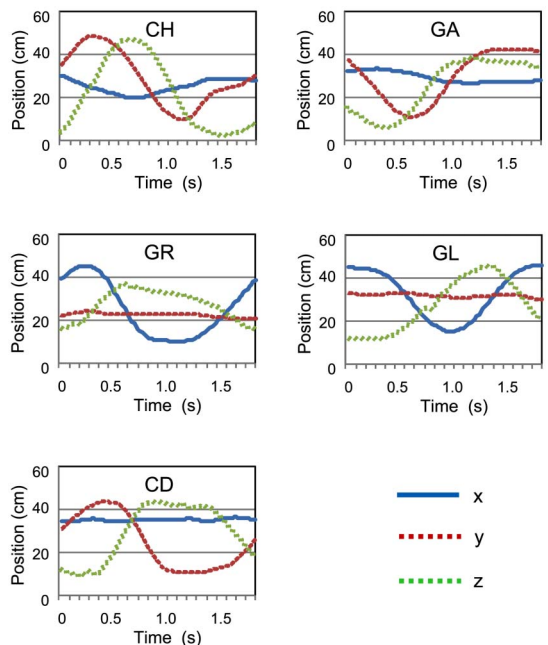 CH
Position (cm)
60
40
20
0
0 0.5 1.0 1.5
Time (s)
GA
Position (cm)
60
40
20
0
0 0.5 1.0 1.5
Time (s)
GR
Position (cm)
60
40
20
0
0 0.5 1.0 1.5
Time (s)
GL
Position (cm)
60
40
20
0
0 0.5 1.0 1.5
Time (s)
CD
Position (cm)
60
40
20
0
0 0.5 1.0 1.5
Time (s)
x
y
z